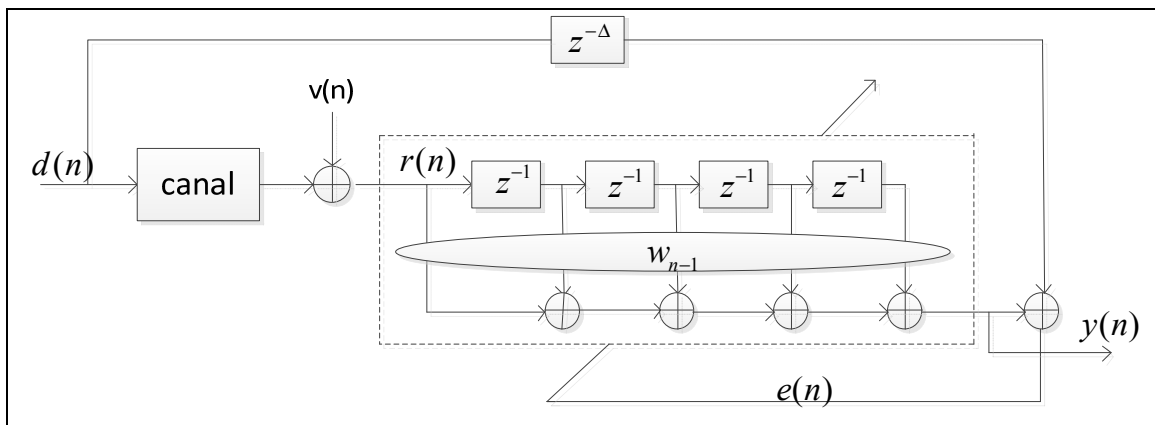 z^{-Δ}
v(n)
d(n)
canal
r(n)
z^{-1} z^{-1} z^{-1} z^{-1}
w_{n-1}
y(n)
e(n)